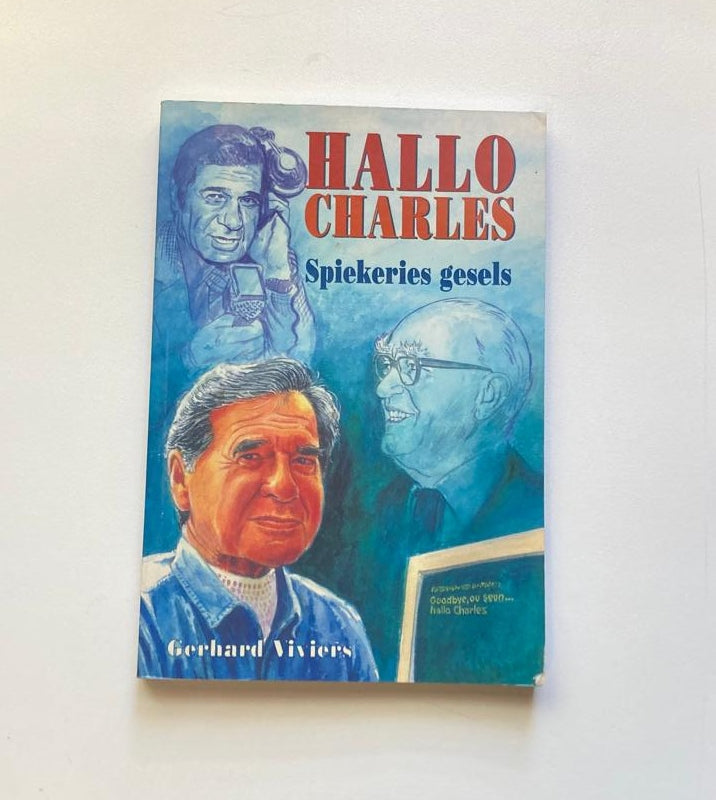 HALLO
CHARLES
Spiekeries gesels
Goodbye, ou seun...
hallo Charles
Gerhard Viviers